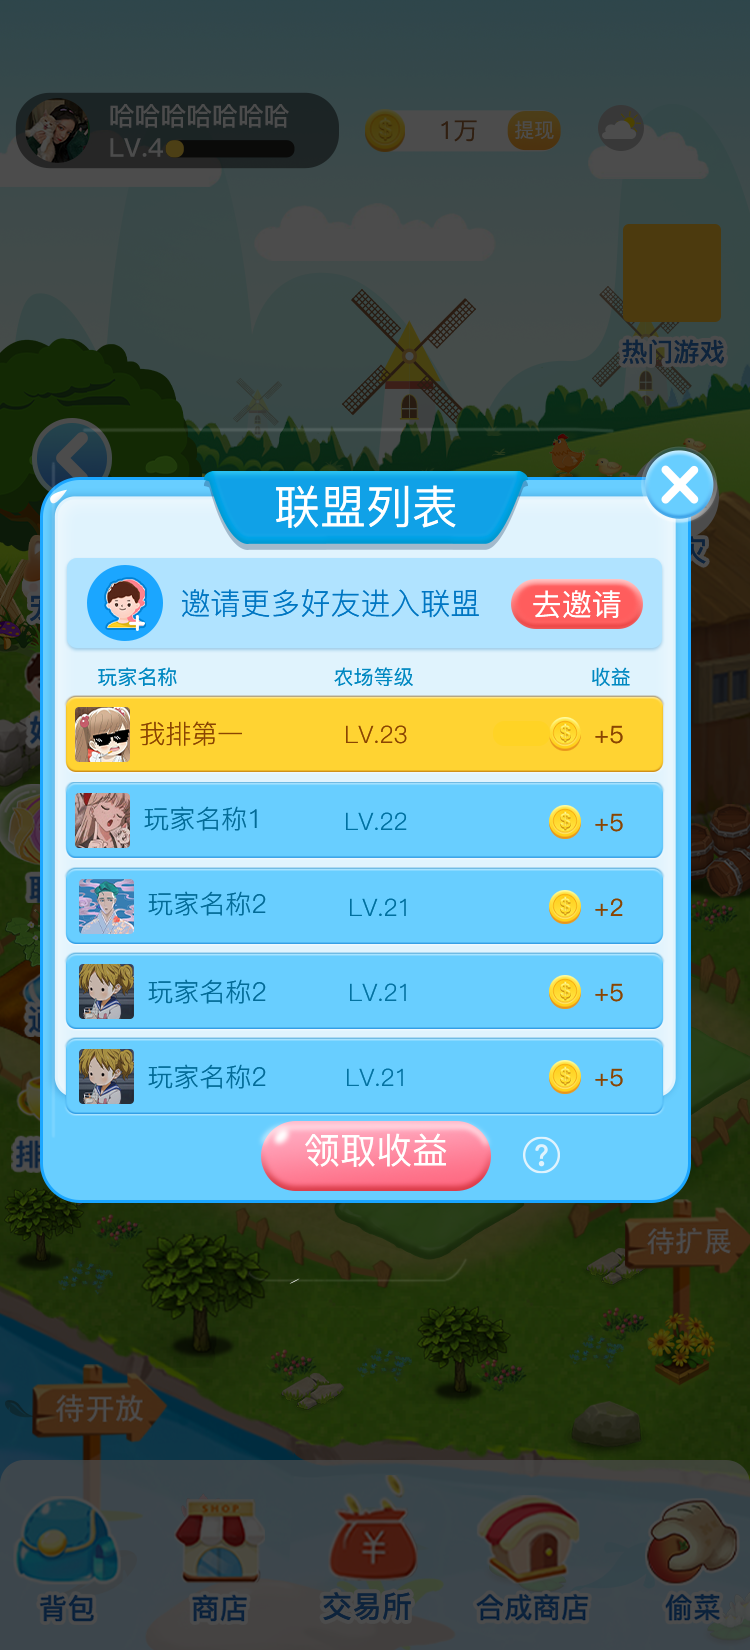 哈哈哈哈哈哈哈
LV.4
1万
提现
热门游戏
联盟列表
邀请更多好友进入联盟
去邀请
玩家名称 农场等级 收益
我排第一 LV.23 +5
玩家名称1 LV.22 +5
玩家名称2 LV.21 +2
玩家名称2 LV.21 +5
玩家名称2 LV.21 +5
领取收益
?
排
待扩展
待开放
SHOP
背包 商店 交易所 合成商店 偷菜